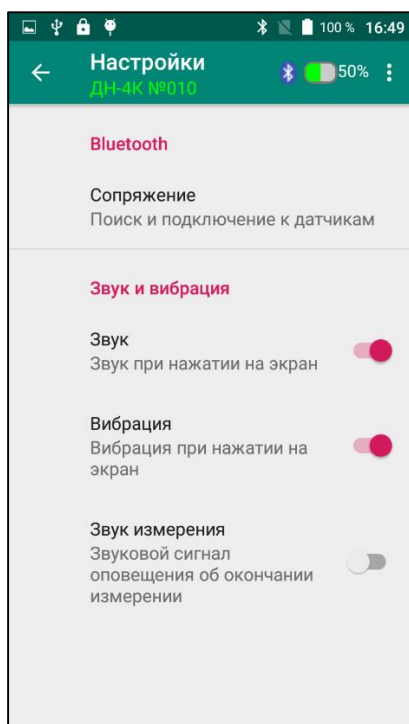 100 % 16:49
Настройки
ДН-4К №010
50%
Bluetooth
Сопряжение
Поиск и подключение к датчикам
Звук и вибрация
Звук
Звук при нажатии на экран
Вибрация
Вибрация при нажатии на
экран
Звук измерения
Звуковой сигнал
оповещения об окончании
измерении